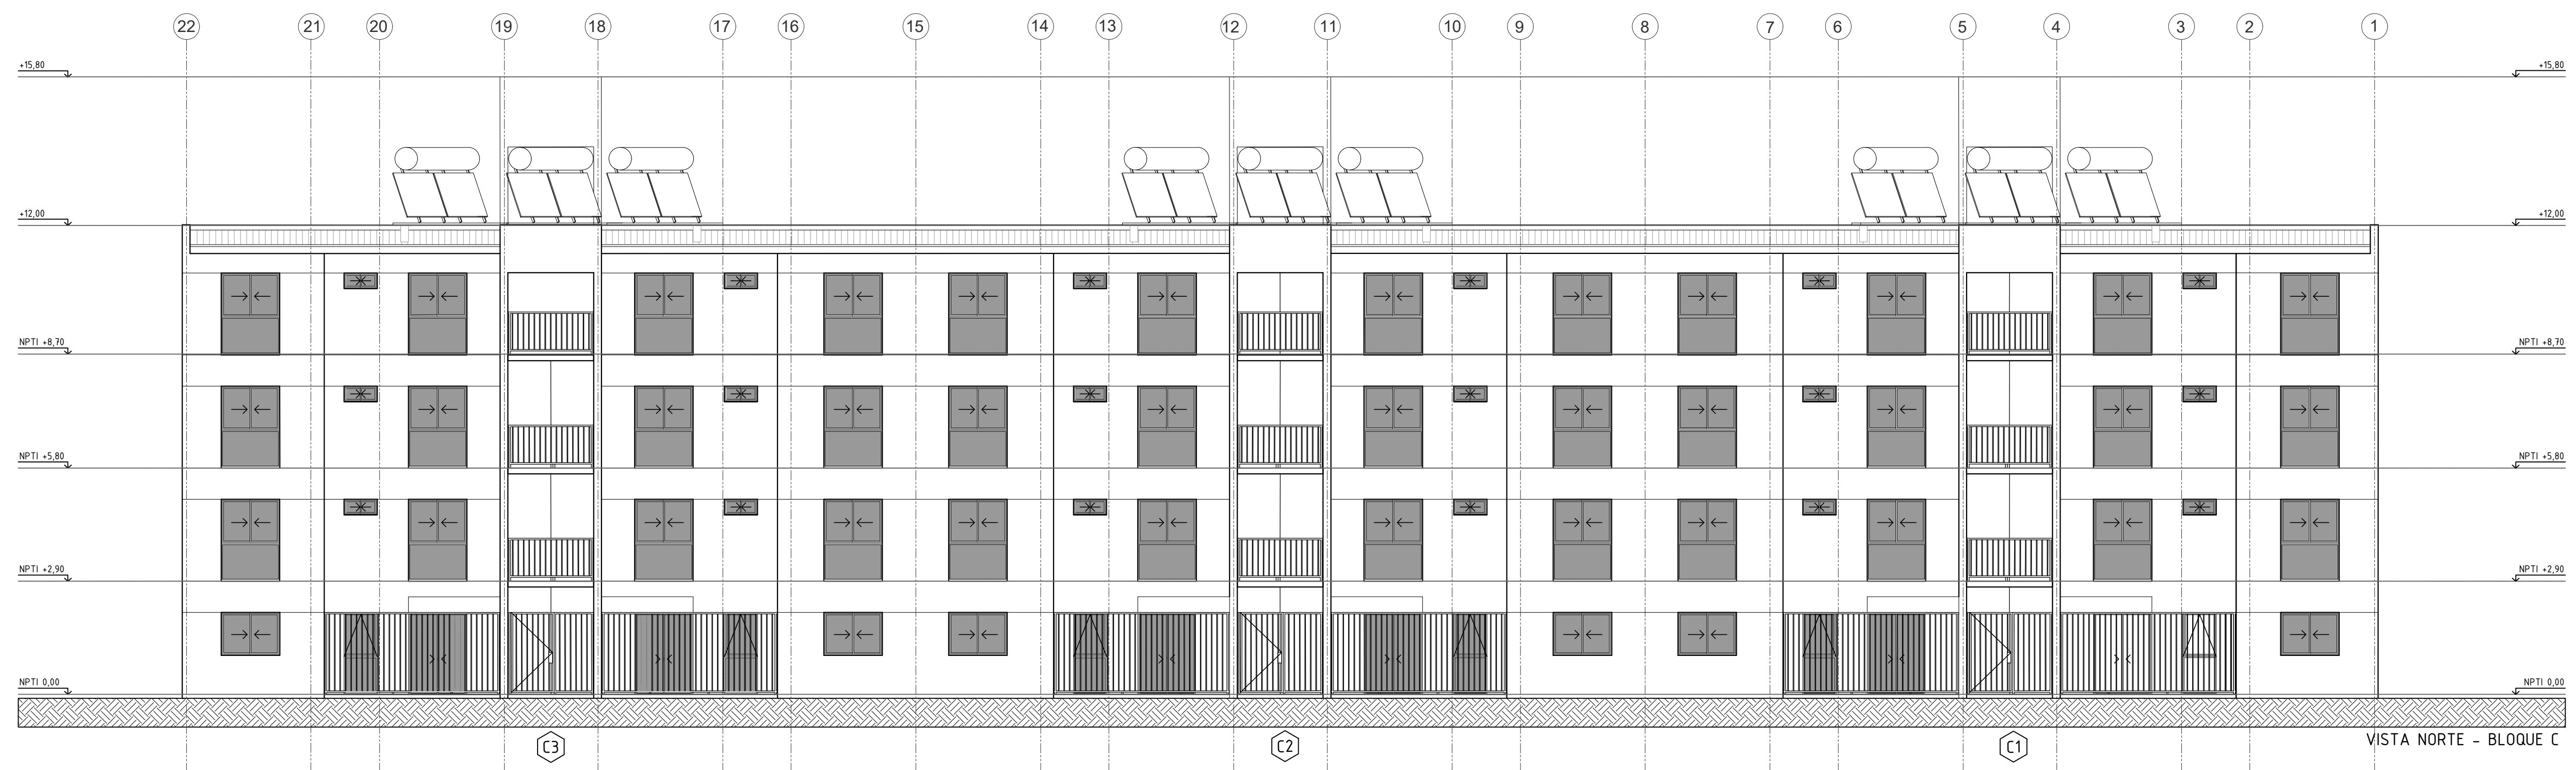 22 21 20 19 18 17 16 15 14 13 12 11 10 9 8 7 6 5 4 3 2 1
+15,80 +15,80
+12,00 +12,00
NPTI +8,70 NPTI +8,70
NPTI +5,80 NPTI +5,80
NPTI +2,90 NPTI +2,90
NPTI 0,00 NPTI 0,00
C3 C2 C1
VISTA NORTE - BLOQUE C